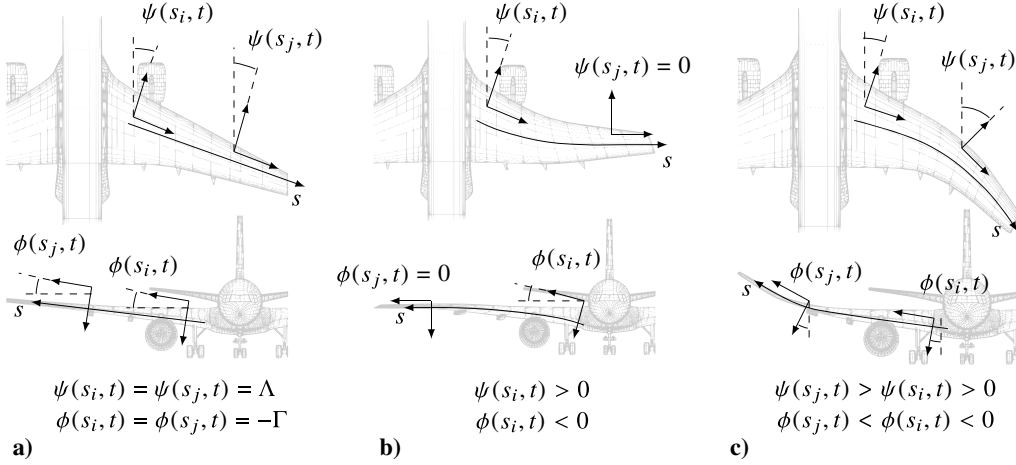 ψ(s_i, t)
ψ(s_j, t)
s
ϕ(s_j, t)
ϕ(s_i, t)
s
ψ(s_i, t) = ψ(s_j, t) = Λ
ϕ(s_i, t) = ϕ(s_j, t) = −Γ
a)
ψ(s_i, t)
ψ(s_j, t) = 0
s
ϕ(s_j, t) = 0
ϕ(s_i, t)
s
ψ(s_i, t) > 0
ϕ(s_i, t) < 0
b)
ψ(s_i, t)
ψ(s_j, t)
s
ϕ(s_j, t)
ϕ(s_i, t)
s
ψ(s_j, t) > ψ(s_i, t) > 0
ϕ(s_j, t) < ϕ(s_i, t) < 0
c)